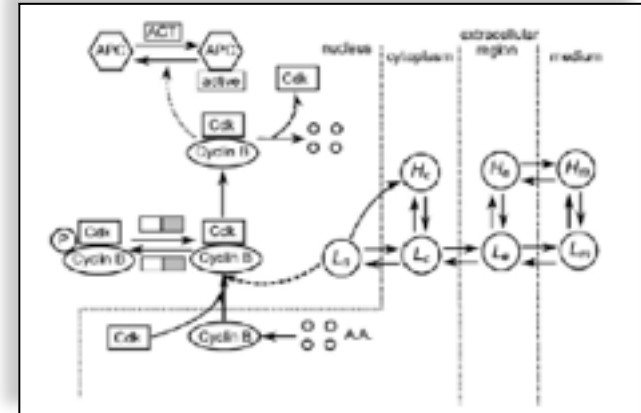 ACT
APC
APC
active
Cdk
Cdk
Cyclin B
nucleus
cytoplasm
extracellular
region
medium
P
Cdk
Cyclin B
Cdk
Cyclin B
Cdk
Cyclin B
A.A.
Hc
He
Hm
Ln
Lc
Le
Lm